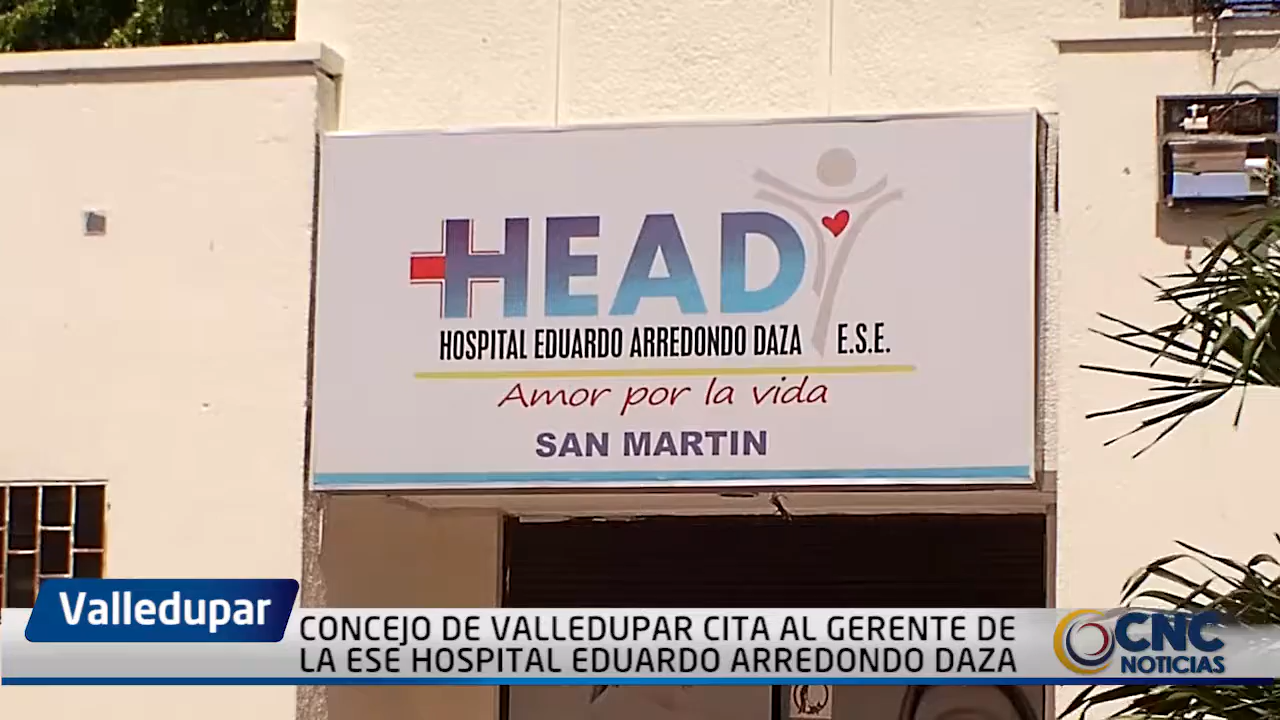 HEAD
HOSPITAL EDUARDO ARREDONDO DAZA E.S.E.
Amor por la vida
SAN MARTIN
Valledupar
CONCEJO DE VALLEDUPAR CITA AL GERENTE DE
LA ESE HOSPITAL EDUARDO ARREDONDO DAZA
CNC
NOTICIAS